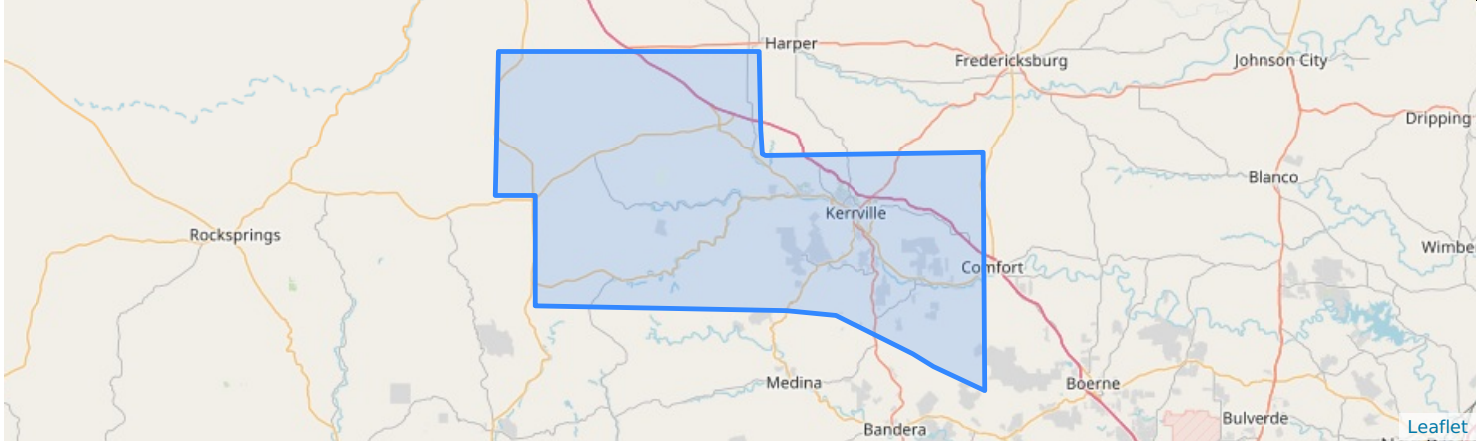 Harper
Fredericksburg
Johnson City
Dripping
Blanco
Kerrville
Rocksprings
Wimbe
Comfort
Medina
Boerne
Bulverde
Bandera
Leaflet